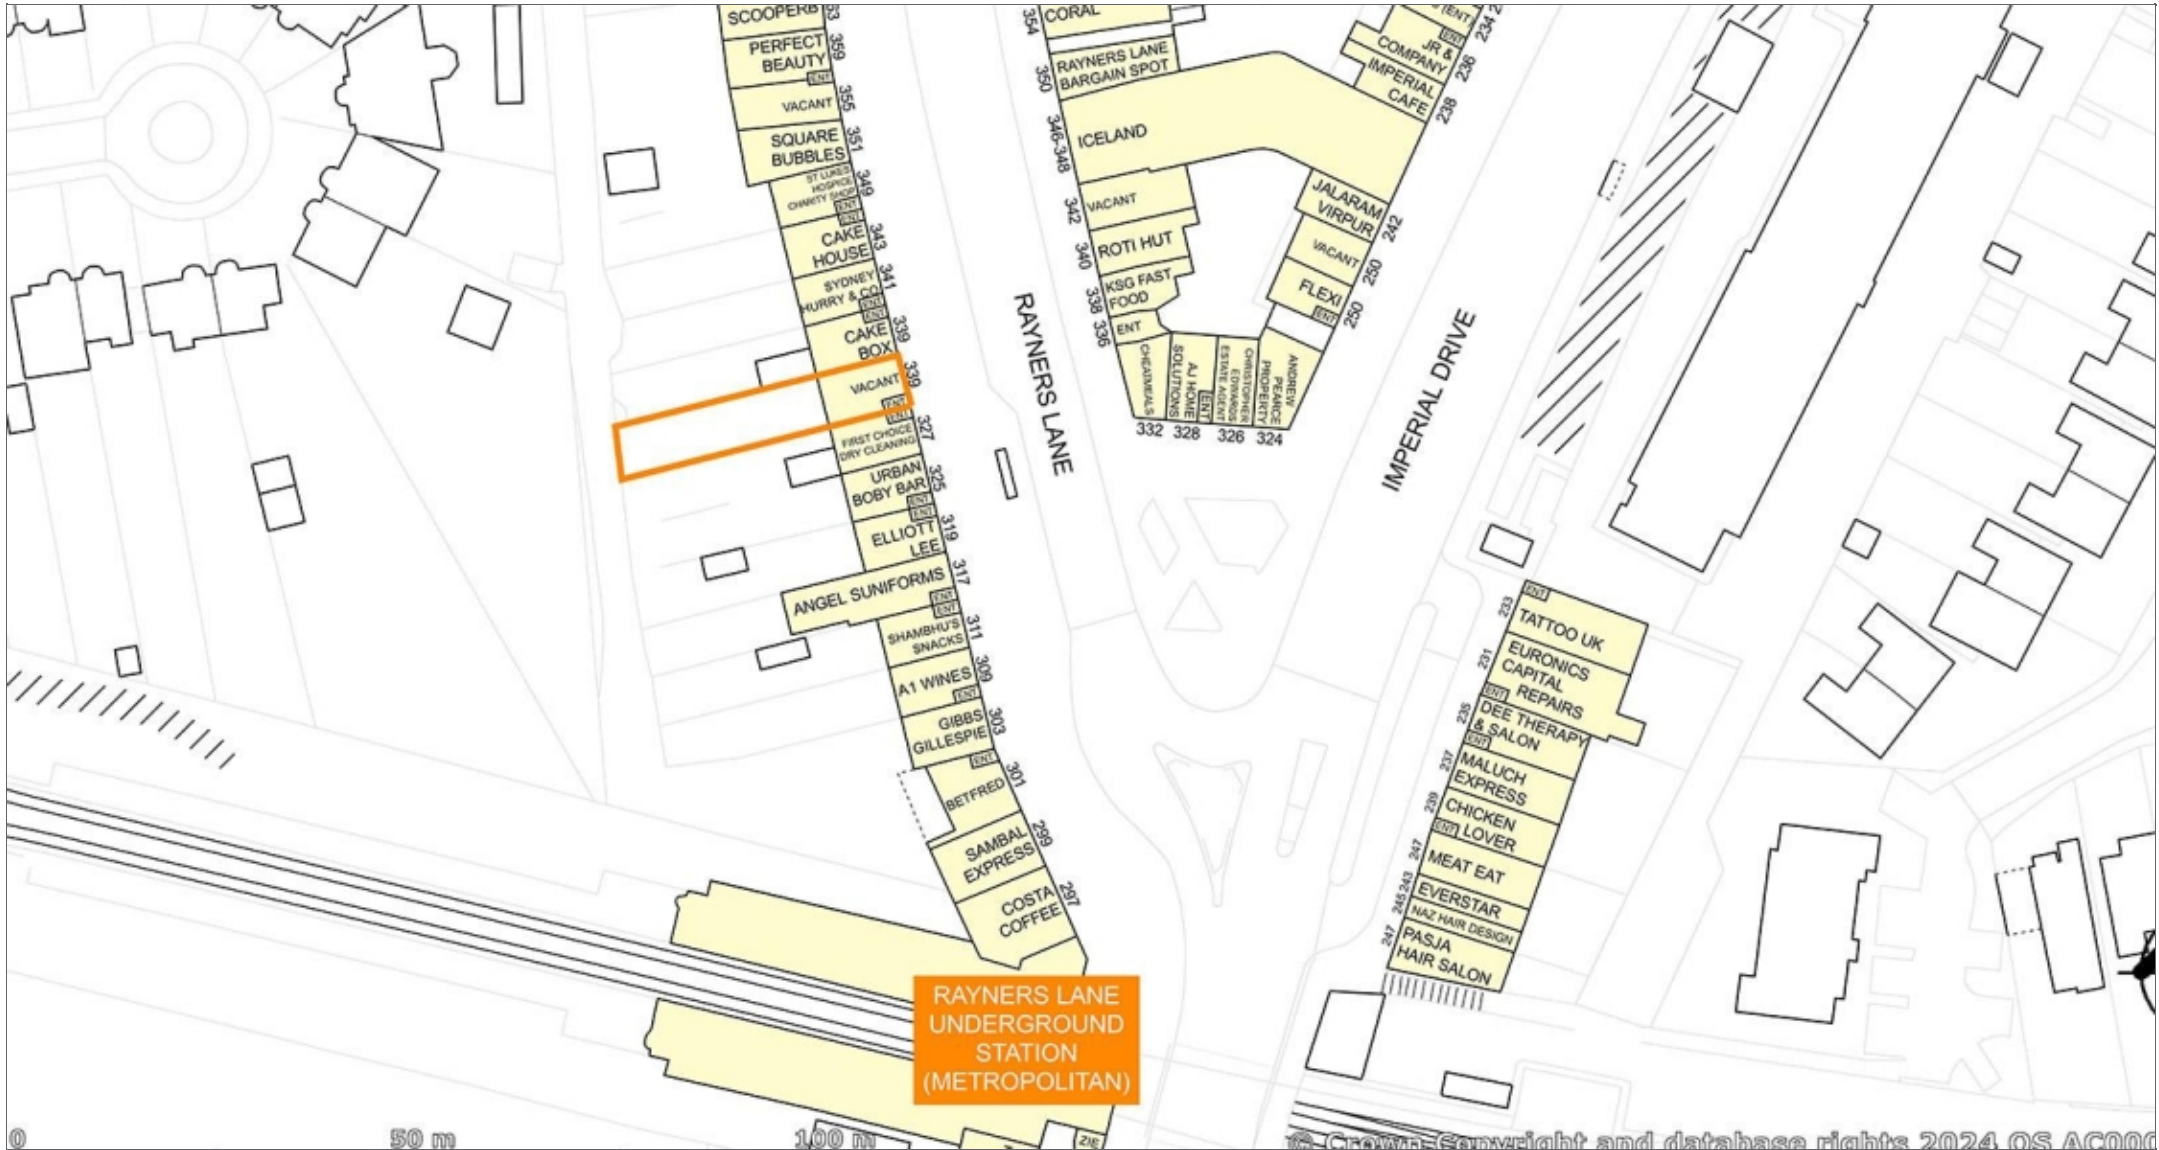 SCOOPERB
PERFECT
BEAUTY
359
ENT
VACANT
355
SQUARE
BUBBLES
351
ST LUKES
HOSPICE
CHARITY SHOP
349
ENT
ENT
CAKE
HOUSE
343
SYDNEY
HURRY & CO
341
ENT
ENT
CAKE
BOX
339
VACANT
339
ENT
ENT
FIRST CHOICE
DRY CLEANING
327
URBAN
BOBY BAR
325
ENT
ENT
ELLIOTT
LEE
319
ANGEL SUNIFORMS
317
ENT
ENT
SHAMBHU'S
SNACKS
311
A1 WINES
309
ENT
GIBBS
GILLESPIE
303
ENT
BETFRED
301
SAMBAL
EXPRESS
299
COSTA
COFFEE
297
RAYNERS LANE
UNDERGROUND
STATION
(METROPOLITAN)
RAYNERS LANE
354
CORAL
350
RAYNERS LANE
BARGAIN SPOT
346-348
ICELAND
342
VACANT
340
ROTI HUT
338
KSG FAST
FOOD
336
ENT
CHEATMEALS
332
AJ HOME
SOLUTIONS
ENT
328
CHRISTOPHER
EDWARDS
ESTATE AGENT
326
ANDREW
PEARCE
PROPERTY
324
(ENT)
234
ENT
JR &
COMPANY
236
IMPERIAL
CAFE
238
JALARAM
VIRPUR
242
VACANT
250
FLEXI
250
ENT
IMPERIAL DRIVE
ENT
233
TATTOO UK
231
EURONICS
CAPITAL
REPAIRS
ENT
235
DEE THERAPY
& SALON
ENT
237
MALUCH
EXPRESS
239
CHICKEN
LOVER
ENT
247
MEAT EAT
243
EVERSTAR
245
NAZ HAIR DESIGN
247
PASJA
HAIR SALON
ZIE
0
50 m
100 m
© Crown Copyright and database rights 2024 OS AC000